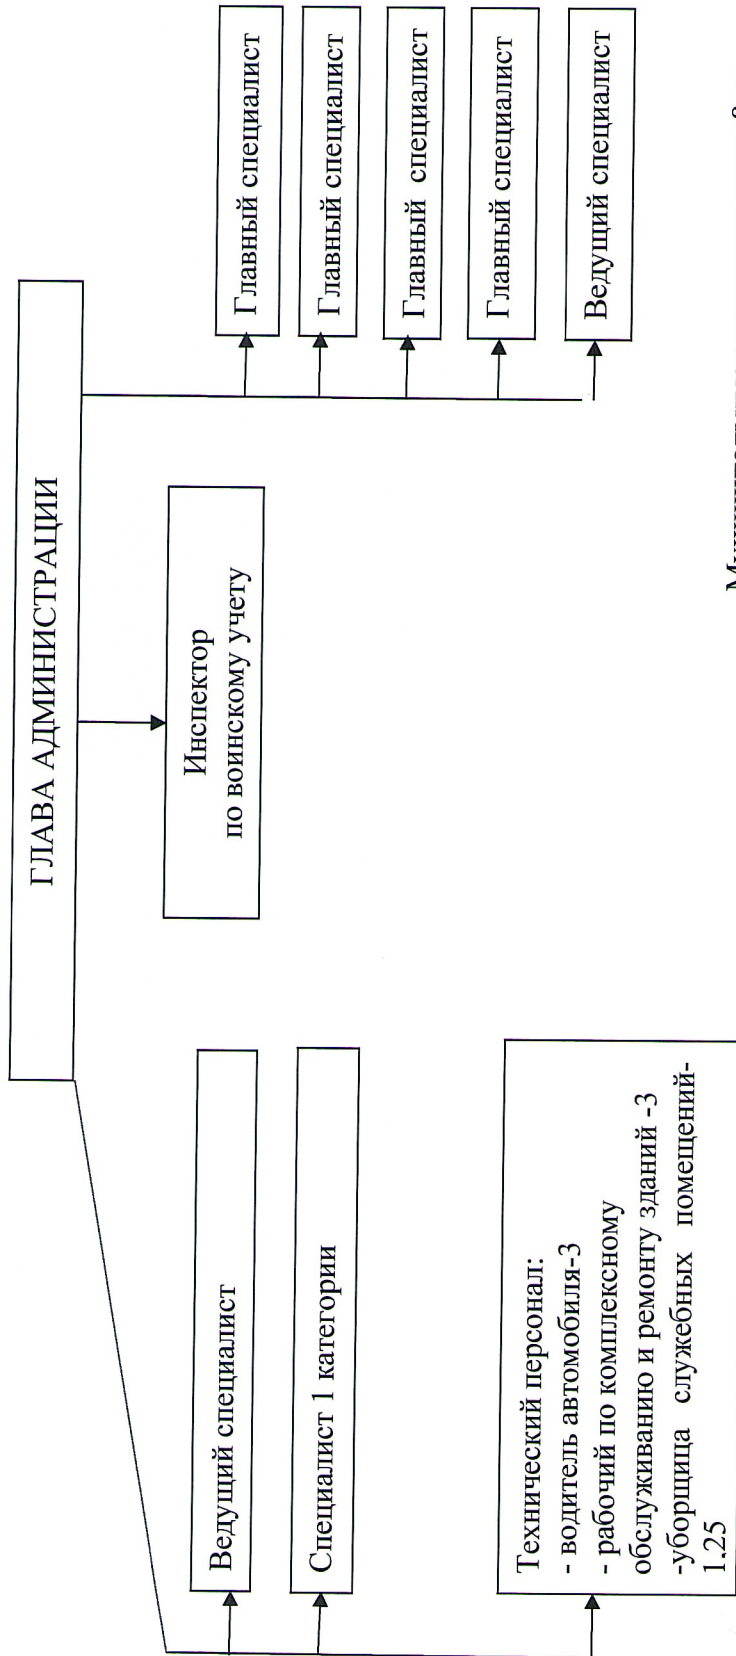 ГЛАВА АДМИНИСТРАЦИИ
Ведущий специалист
Специалист 1 категории
Технический персонал:
- водитель автомобиля-3
- рабочий по комплексному
обслуживанию и ремонту зданий -3
-уборщица служебных помещений-
1.25
Инспектор
по воинскому учету
Главный специалист
Главный специалист
Главный специалист
Главный специалист
Ведущий специалист